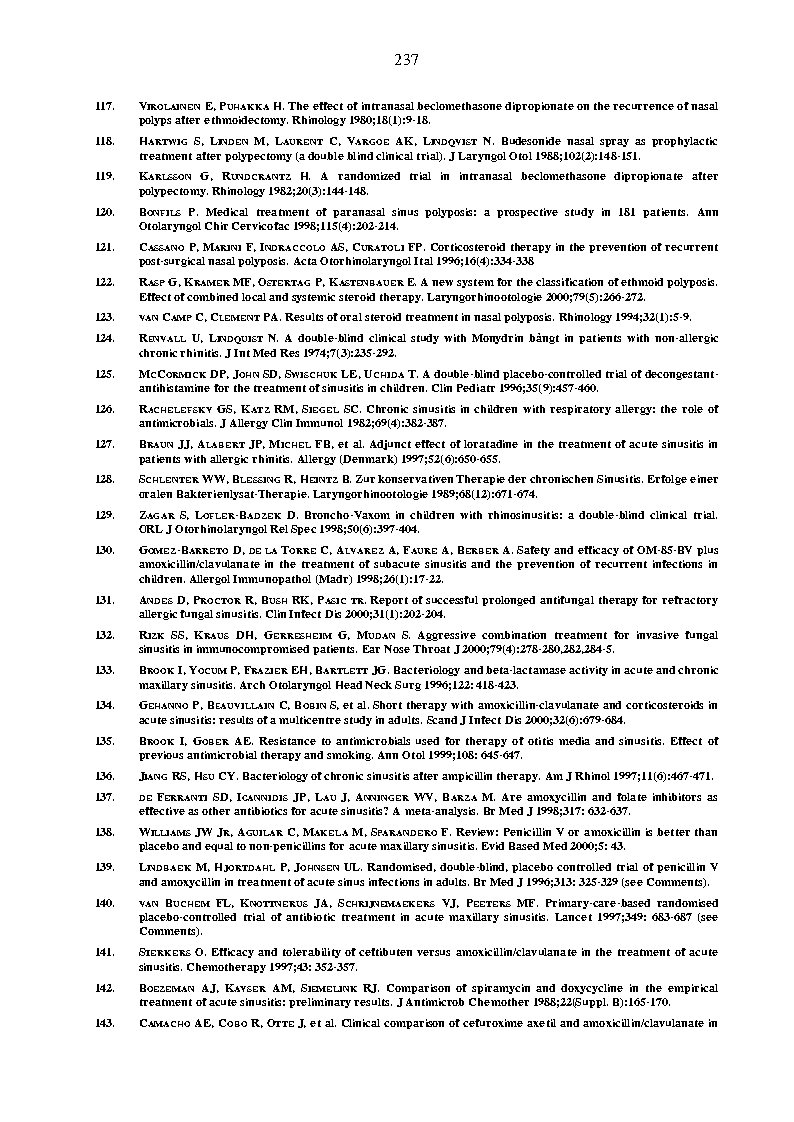 237
117. VIROLAINEN E, PUHAKKA H. The effect of intranasal beclomethasone dipropionate on the recurrence of nasal
polyps after ethmoidectomy. Rhinology 1980;18(1):9-18.
118. HARTWIG S, LINDEN M, LAURENT C, VARGOE AK, LINDQVIST N. Budesonide nasal spray as prophylactic
treatment after polypectomy (a double blind clinical trial). J Laryngol Otol 1988;102(2):148-151.
119. KARLSSON G, RUNDCRANTZ H. A randomized trial in intranasal beclomethasone dipropionate after
polypectomy. Rhinology 1982;20(3):144-148.
120. BONFILS P. Medical treatment of paranasal sinus polyposis: a prospective study in 181 patients. Ann
Otolaryngol Chir Cervicofac 1998;115(4):202-214.
121. CASSANO P, MARINI F, INDRACCOLO AS, CURATOLI FP. Corticosteroid therapy in the prevention of recurrent
post-surgical nasal polyposis. Acta Otorhinolaryngol Ital 1996;16(4):334-338
122. RASP G, KRAMER MF, OSTERTAG P, KASTENBAUER E. A new system for the classification of ethmoid polyposis.
Effect of combined local and systemic steroid therapy. Laryngorhinootologie 2000;79(5):266-272.
123. VAN CAMP C, CLEMENT PA. Results of oral steroid treatment in nasal polyposis. Rhinology 1994;32(1):5-9.
124. RENVALL U, LINDQUIST N. A double-blind clinical study with Monydrin bàngt in patients with non-allergic
chronic rhinitis. J Int Med Res 1974;7(3):235-292.
125. MCCORMICK DP, JOHN SD, SWISCHUK LE, UCHIDA T. A double-blind placebo-controlled trial of decongestant-
antihistamine for the treatment of sinusitis in children. Clin Pediatr 1996;35(9):457-460.
126. RACHELEFSKY GS, KATZ RM, SIEGEL SC. Chronic sinusitis in children with respiratory allergy: the role of
antimicrobials. J Allergy Clin Immunol 1982;69(4):382-387.
127. BRAUN JJ, ALABERT JP, MICHEL FB, et al. Adjunct effect of loratadine in the treatment of acute sinusitis in
patients with allergic rhinitis. Allergy (Denmark) 1997;52(6):650-655.
128. SCHLENTER WW, BLESSING R, HEINTZ B. Zur konservativen Therapie der chronischen Sinusitis. Erfolge einer
oralen Bakterienlysat-Therapie. Laryngorhinootologie 1989;68(12):671-674.
129. ZAGAR S, LOFLER-BADZEK D. Broncho-Vaxom in children with rhinosinusitis: a double-blind clinical trial.
ORL J Otorhinolaryngol Rel Spec 1998;50(6):397-404.
130. GOMEZ-BARRETO D, DE LA TORRE C, ALVAREZ A, FAURE A, BERBER A. Safety and efficacy of OM-85-BV plus
amoxicillin/clavulanate in the treatment of subacute sinusitis and the prevention of recurrent infections in
children. Allergol Immunopathol (Madr) 1998;26(1):17-22.
131. ANDES D, PROCTOR R, BUSH RK, PASIC TR. Report of successful prolonged antifungal therapy for refractory
allergic fungal sinusitis. Clin Infect Dis 2000;31(1):202-204.
132. RIZK SS, KRAUS DH, GERRESHEIM G, MUDAN S. Aggressive combination treatment for invasive fungal
sinusitis in immunocompromised patients. Ear Nose Throat J 2000;79(4):278-280,282,284-5.
133. BROOK I, YOCUM P, FRAZIER EH, BARTLETT JG. Bacteriology and beta-lactamase activity in acute and chronic
maxillary sinusitis. Arch Otolaryngol Head Neck Surg 1996;122: 418-423.
134. GEHANNO P, BEAUVILLAIN C, BOBIN S, et al. Short therapy with amoxicillin-clavulanate and corticosteroids in
acute sinusitis: results of a multicentre study in adults. Scand J Infect Dis 2000;32(6):679-684.
135. BROOK I, GOBER AE. Resistance to antimicrobials used for therapy of otitis media and sinusitis. Effect of
previous antimicrobial therapy and smoking. Ann Otol 1999;108: 645-647.
136. JIANG RS, HSU CY. Bacteriology of chronic sinusitis after ampicillin therapy. Am J Rhinol 1997;11(6):467-471.
137. DE FERRANTI SD, IOANNIDIS JP, LAU J, ANNINGER WV, BARZA M. Are amoxycillin and folate inhibitors as
effective as other antibiotics for acute sinusitis? A meta-analysis. Br Med J 1998;317: 632-637.
138. WILLIAMS JW JR, AGUILAR C, MAKELA M, SPARANDERO F. Review: Penicillin V or amoxicillin is better than
placebo and equal to non-penicillins for acute maxillary sinusitis. Evid Based Med 2000;5: 43.
139. LINDBAEK M, HJORTDAHL P, JOHNSEN UL. Randomised, double-blind, placebo controlled trial of penicillin V
and amoxycillin in treatment of acute sinus infections in adults. Br Med J 1996;313: 325-329 (see Comments).
140. VAN BUCHEM FL, KNOTTNERUS JA, SCHRIJNEMAEKERS VJ, PEETERS MF. Primary-care-based randomised
placebo-controlled trial of antibiotic treatment in acute maxillary sinusitis. Lancet 1997;349: 683-687 (see
Comments).
141. SIERKERS O. Efficacy and tolerability of ceftibuten versus amoxicillin/clavulanate in the treatment of acute
sinusitis. Chemotherapy 1997;43: 352-357.
142. BOEZEMAN AJ, KAYSER AM, SIEMELINK RJ. Comparison of spiramycin and doxycycline in the empirical
treatment of acute sinusitis: preliminary results. J Antimicrob Chemother 1988;22(Suppl. B):165-170.
143. CAMACHO AE, COBO R, OTTE J, et al. Clinical comparison of cefuroxime axetil and amoxicillin/clavulanate in